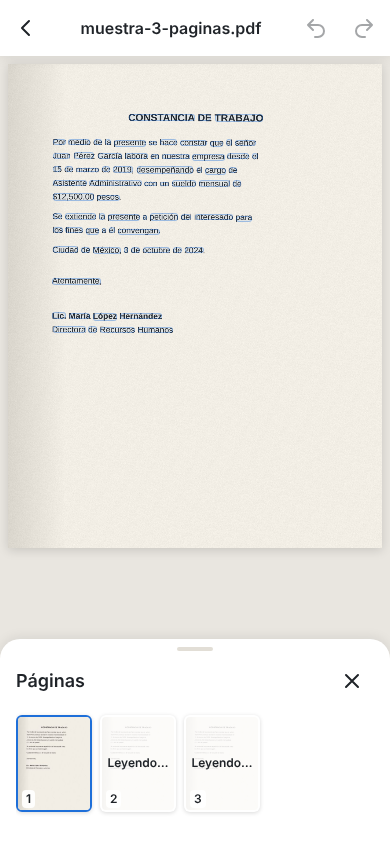 muestra-3-paginas.pdf
CONSTANCIA DE TRABAJO
Por medio de la presente se hace constar que el señor
Juan Pérez García labora en nuestra empresa desde el
15 de marzo de 2019, desempeñando el cargo de
Asistente Administrativo con un sueldo mensual de
$12,500.00 pesos.
Se extiende la presente a petición del interesado para
los fines que a él convengan.
Ciudad de México, 3 de octubre de 2024.
Atentamente,
Lic. María López Hernández
Directora de Recursos Humanos
Páginas
Leyendo... Leyendo...
1 2 3